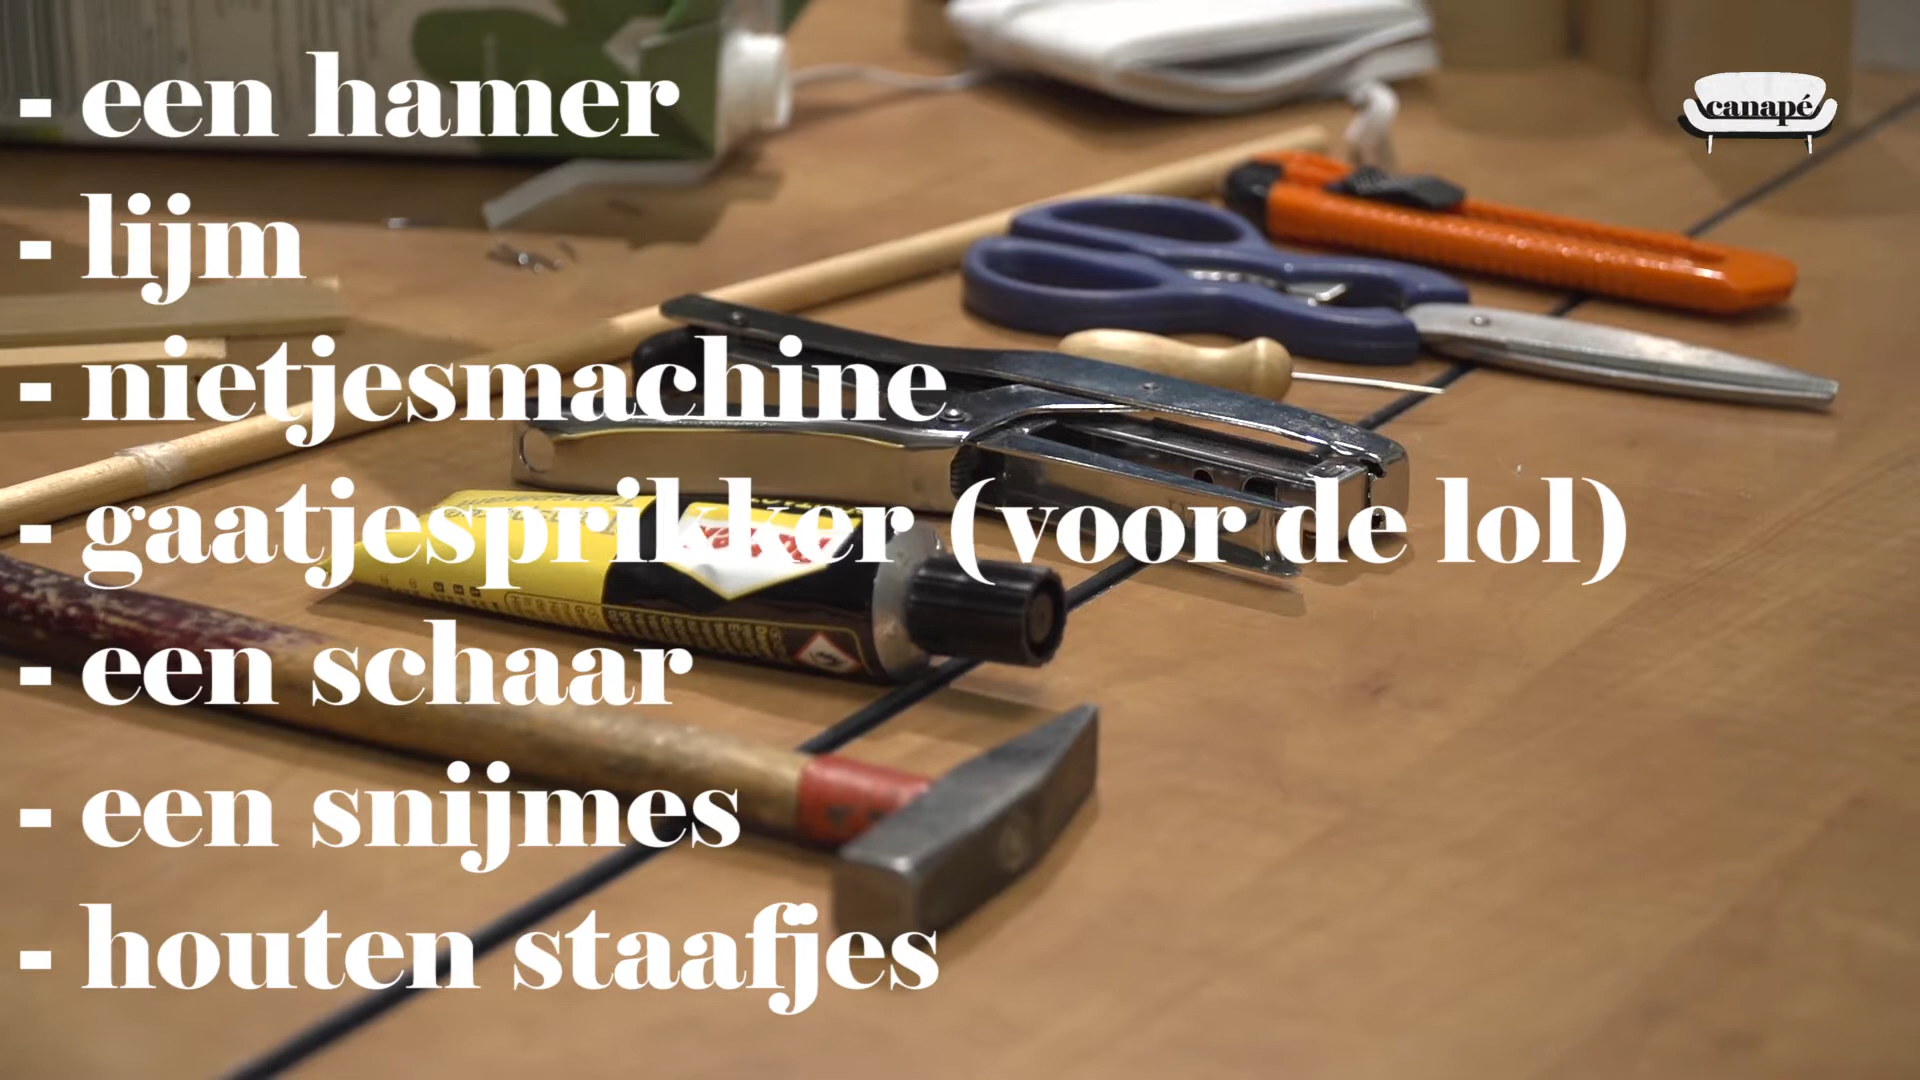 - een hamer
canapé
- lijm
- nietjesmachine
- gaatjesprikker (voor de lol)
- een schaar
- een snijmes
- houten staafjes